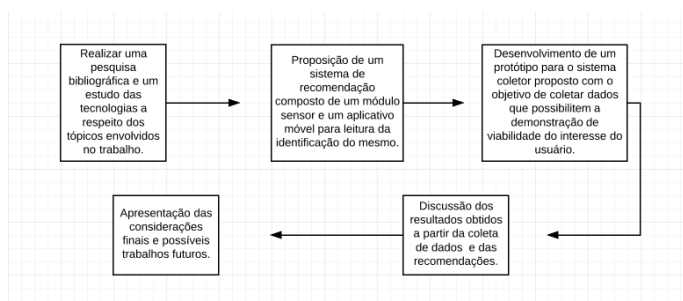 Realizar uma
pesquisa
bibliográfica e um
estudo das
tecnologias a
respeito dos
tópicos envolvidos
no trabalho.
Proposição de um
sistema de
recomendação
composto de um módulo
sensor e um aplicativo
móvel para leitura da
identificação do mesmo.
Desenvolvimento de um
protótipo para o sistema
coletor proposto com o
objetivo de coletar dados
que possibilitem a
demonstração de
viabilidade do interesse do
usuário.
Discussão dos
resultados obtidos
a partir da coleta
de dados e das
recomendações.
Apresentação das
considerações
finais e possíveis
trabalhos futuros.